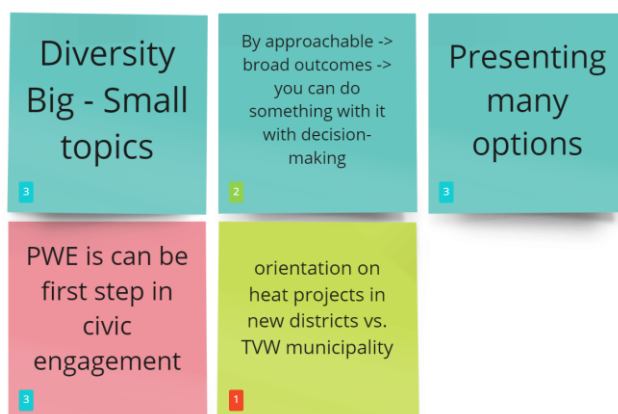 Diversity
Big - Small
topics
3
By approachable ->
broad outcomes ->
you can do
something with it
with decision-
making
2
Presenting
many
options
3
PWE is can be
first step in
civic
engagement
3
orientation on
heat projects in
new districts vs.
TVW municipality
1